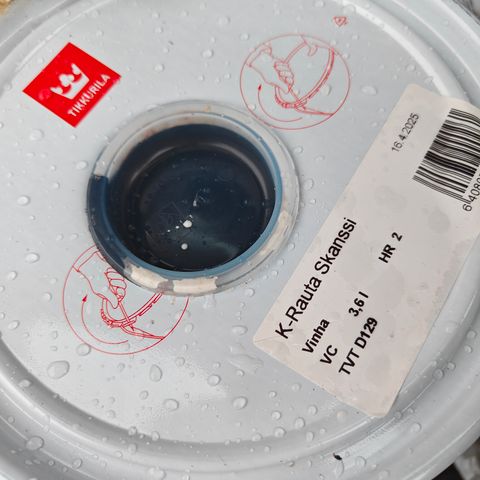 TIKKURILA
16.4.2025
K-Rauta Skanssi
Vinha
VC 3,6 l HR 2
TVT D129